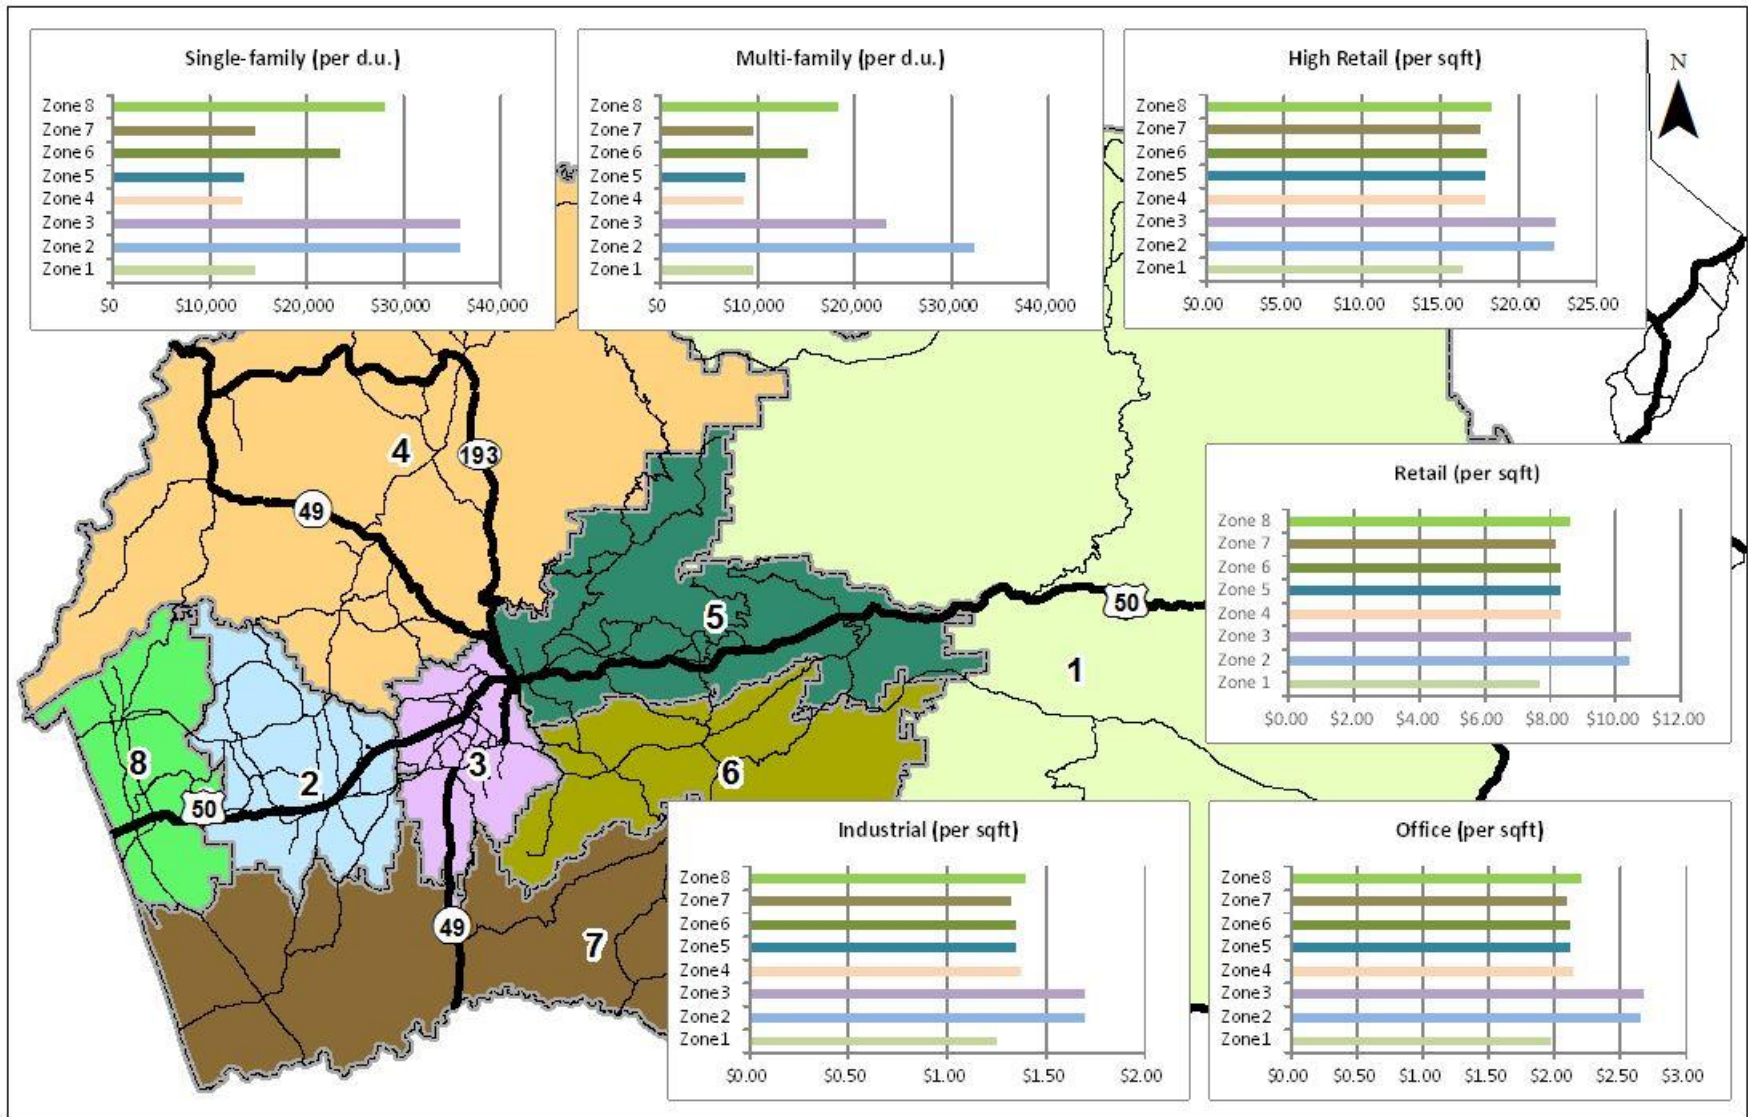 Single-family (per d.u.)
Zone 8
Zone 7
Zone 6
Zone 5
Zone 4
Zone 3
Zone 2
Zone 1
$0 $10,000 $20,000 $30,000 $40,000
Multi-family (per d.u.)
Zone 8
Zone 7
Zone 6
Zone 5
Zone 4
Zone 3
Zone 2
Zone 1
$0 $10,000 $20,000 $30,000 $40,000
High Retail (per sqft)
Zone8
Zone7
Zone6
Zone5
Zone4
Zone3
Zone2
Zone1
$0.00 $5.00 $10.00 $15.00 $20.00 $25.00
N
4
193
49
5
50
1
8
2
3
6
50
49
7
Retail (per sqft)
Zone 8
Zone 7
Zone 6
Zone 5
Zone 4
Zone 3
Zone 2
Zone 1
$0.00 $2.00 $4.00 $6.00 $8.00 $10.00 $12.00
Industrial (per sqft)
Zone8
Zone7
Zone6
Zone5
Zone4
Zone3
Zone2
Zone1
$0.00 $0.50 $1.00 $1.50 $2.00
Office (per sqft)
Zone8
Zone7
Zone6
Zone5
Zone4
Zone3
Zone2
Zone1
$0.00 $0.50 $1.00 $1.50 $2.00 $2.50 $3.00